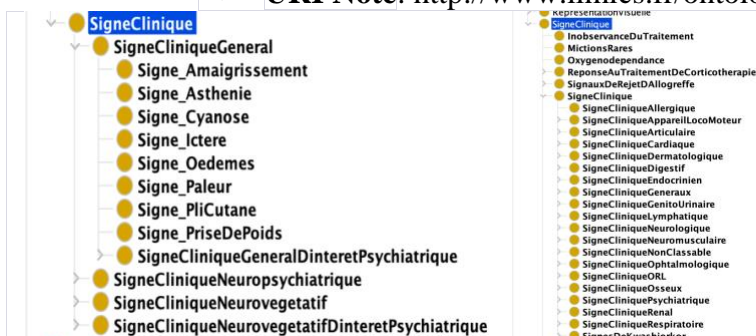 URI Note: http://www.limics.fr/ontolo
SigneClinique
SigneCliniqueGeneral
Signe_Amaigrissement
Signe_Asthenie
Signe_Cyanose
Signe_Ictere
Signe_Oedemes
Signe_Paleur
Signe_PliCutane
Signe_PriseDePoids
SigneCliniqueGeneralDinteretPsychiatrique
SigneCliniqueNeuropsychiatrique
SigneCliniqueNeurovegetatif
SigneCliniqueNeurovegetatifDinteretPsychiatrique
RepresentationVisuelle
SigneClinique
InobservanceDuTraitement
MictionsRares
Oxygenodependance
ReponseAuTraitementDeCorticotherapie
SignauxDeRejetDAllogreffe
SigneClinique
SigneCliniqueAllergique
SigneCliniqueAppareilLocoMoteur
SigneCliniqueArticulaire
SigneCliniqueCardiaque
SigneCliniqueDermatologique
SigneCliniqueDigestif
SigneCliniqueEndocrinien
SigneCliniqueGeneraux
SigneCliniqueGenitoUrinaire
SigneCliniqueLymphatique
SigneCliniqueNeurologique
SigneCliniqueNeuromusculaire
SigneCliniqueNonClassable
SigneCliniqueOphtalmologique
SigneCliniqueORL
SigneCliniqueOsseux
SigneCliniquePsychiatrique
SigneCliniqueRenal
SigneCliniqueRespiratoire
SignesDeKwashiorkor